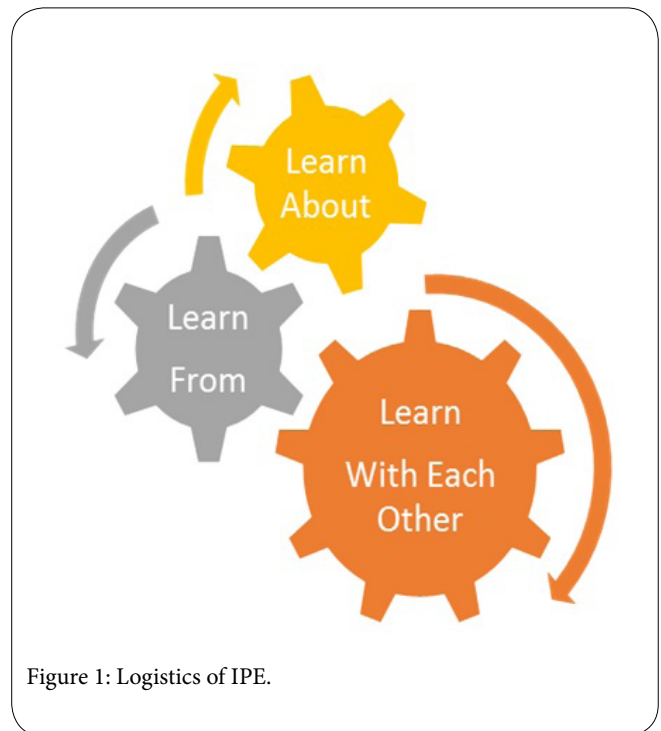 Learn
About
Learn
From
Learn
With Each
Other
Figure 1: Logistics of IPE.